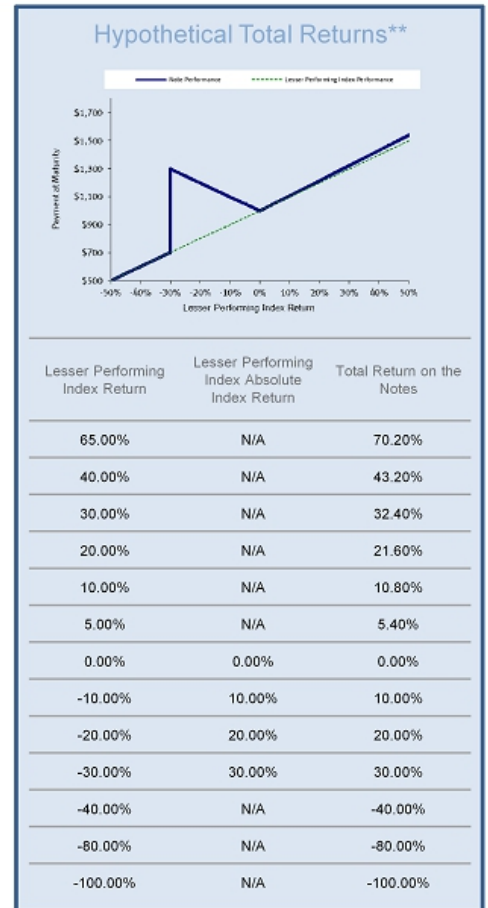 Hypothetical Total Returns**
Note Performance Lesser Performing Index Performance
$1,700
$1,500
$1,300
$1,100
$900
$700
$500
Payment at Maturity
-50% -40% -30% -20% -10% 0% 10% 20% 30% 40% 50%
Lesser Performing Index Return
Lesser Performing Index Return
Lesser Performing Index Absolute Index Return
Total Return on the Notes
65.00% N/A 70.20%
40.00% N/A 43.20%
30.00% N/A 32.40%
20.00% N/A 21.60%
10.00% N/A 10.80%
5.00% N/A 5.40%
0.00% 0.00% 0.00%
-10.00% 10.00% 10.00%
-20.00% 20.00% 20.00%
-30.00% 30.00% 30.00%
-40.00% N/A -40.00%
-80.00% N/A -80.00%
-100.00% N/A -100.00%